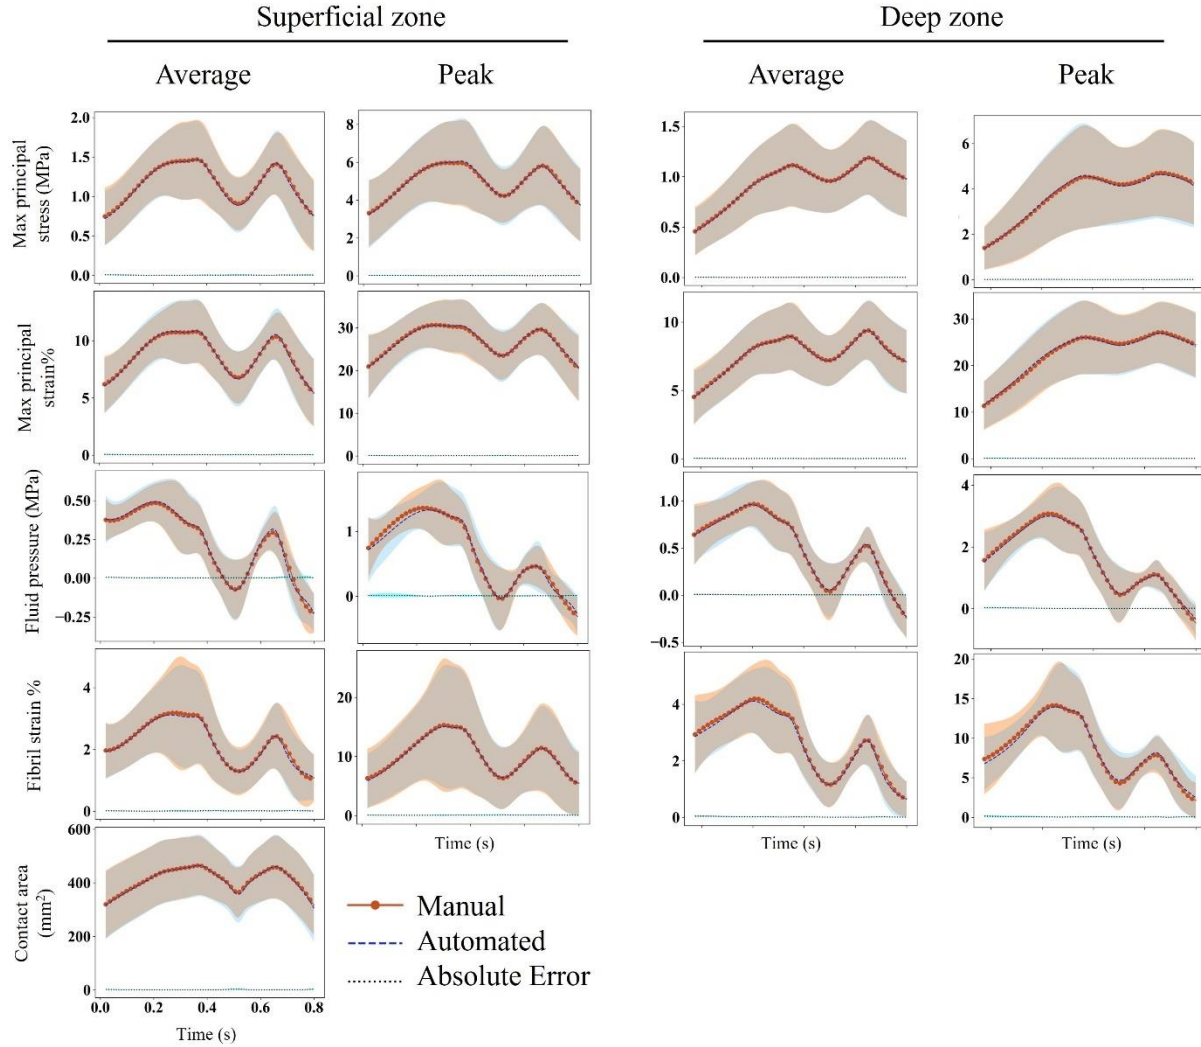 Superficial zone
Deep zone
Average
Peak
Average
Peak
Max principal
stress (MPa)
2.0
1.5
1.0
0.5
0.0
8
6
4
2
0
1.5
1.0
0.5
0.0
6
4
2
0
Max principal
strain%
10
5
0
30
20
10
0
10
5
0
30
20
10
0
Fluid pressure (MPa)
0.50
0.25
0.00
−0.25
1
0
1.0
0.5
0.0
−0.5
4
2
0
Fibril strain %
4
2
0
20
10
0
4
2
0
20
15
10
5
0
Time (s)
Time (s)
Time (s)
Contact area
(mm²)
600
400
200
0
0.0 0.2 0.4 0.6 0.8
Time (s)
Manual
Automated
Absolute Error